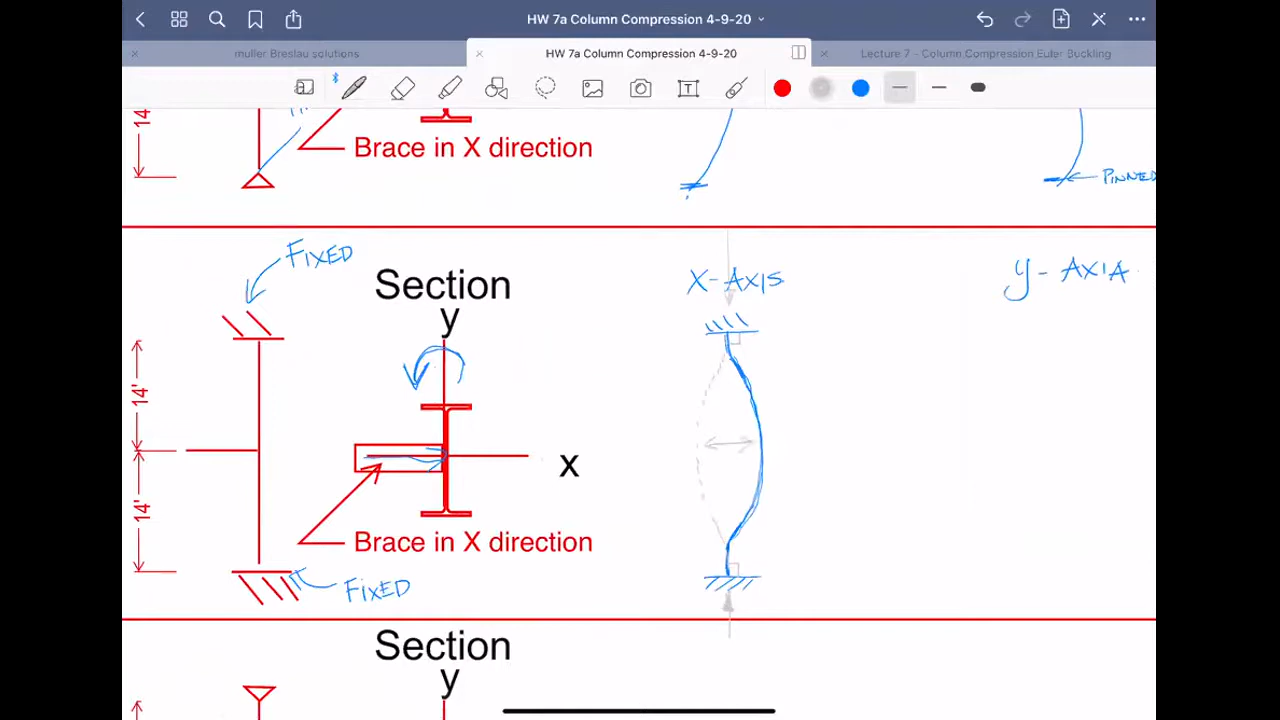 HW 7a Column Compression 4-9-20
muller Breslau solutions
HW 7a Column Compression 4-9-20
Lecture 7 - Column Compression Euler Buckling
T
14
Brace in X direction
PINNED
FIXED
Section
y
X-AXIS
y-AXIA
14'
14'
x
Brace in X direction
FIXED
Section
y